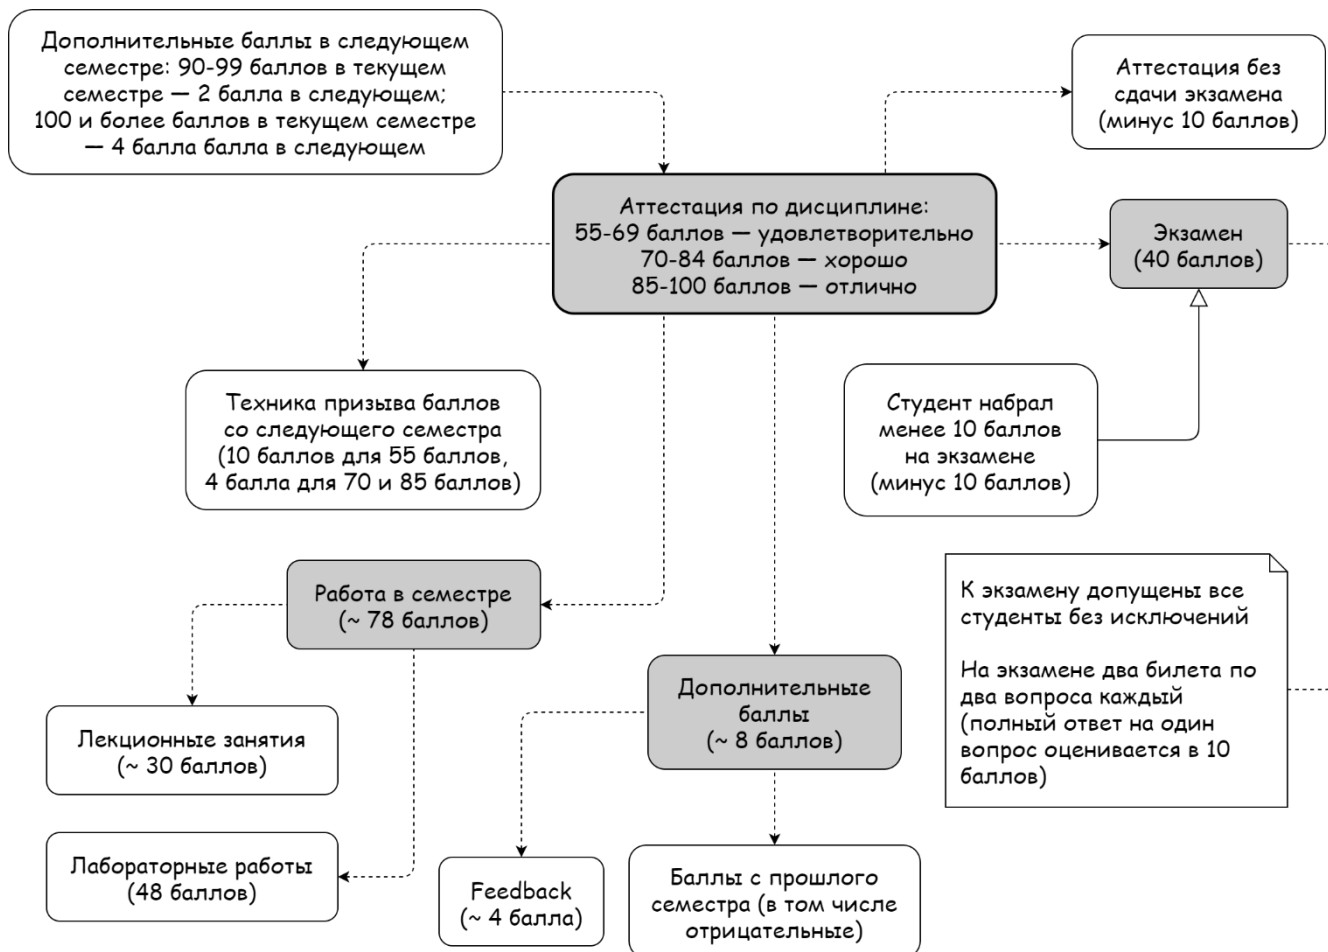 Дополнительные баллы в следующем
семестре: 90-99 баллов в текущем
семестре — 2 балла в следующем;
100 и более баллов в текущем семестре
— 4 балла балла в следующем
Аттестация без
сдачи экзамена
(минус 10 баллов)
Аттестация по дисциплине:
55-69 баллов — удовлетворительно
70-84 баллов — хорошо
85-100 баллов — отлично
Экзамен
(40 баллов)
Техника призыва баллов
со следующего семестра
(10 баллов для 55 баллов,
4 балла для 70 и 85 баллов)
Студент набрал
менее 10 баллов
на экзамене
(минус 10 баллов)
Работа в семестре
(~ 78 баллов)
К экзамену допущены все
студенты без исключений
На экзамене два билета по
два вопроса каждый
(полный ответ на один
вопрос оценивается в 10
баллов)
Дополнительные
баллы
(~ 8 баллов)
Лекционные занятия
(~ 30 баллов)
Лабораторные работы
(48 баллов)
Feedback
(~ 4 балла)
Баллы с прошлого
семестра (в том числе
отрицательные)